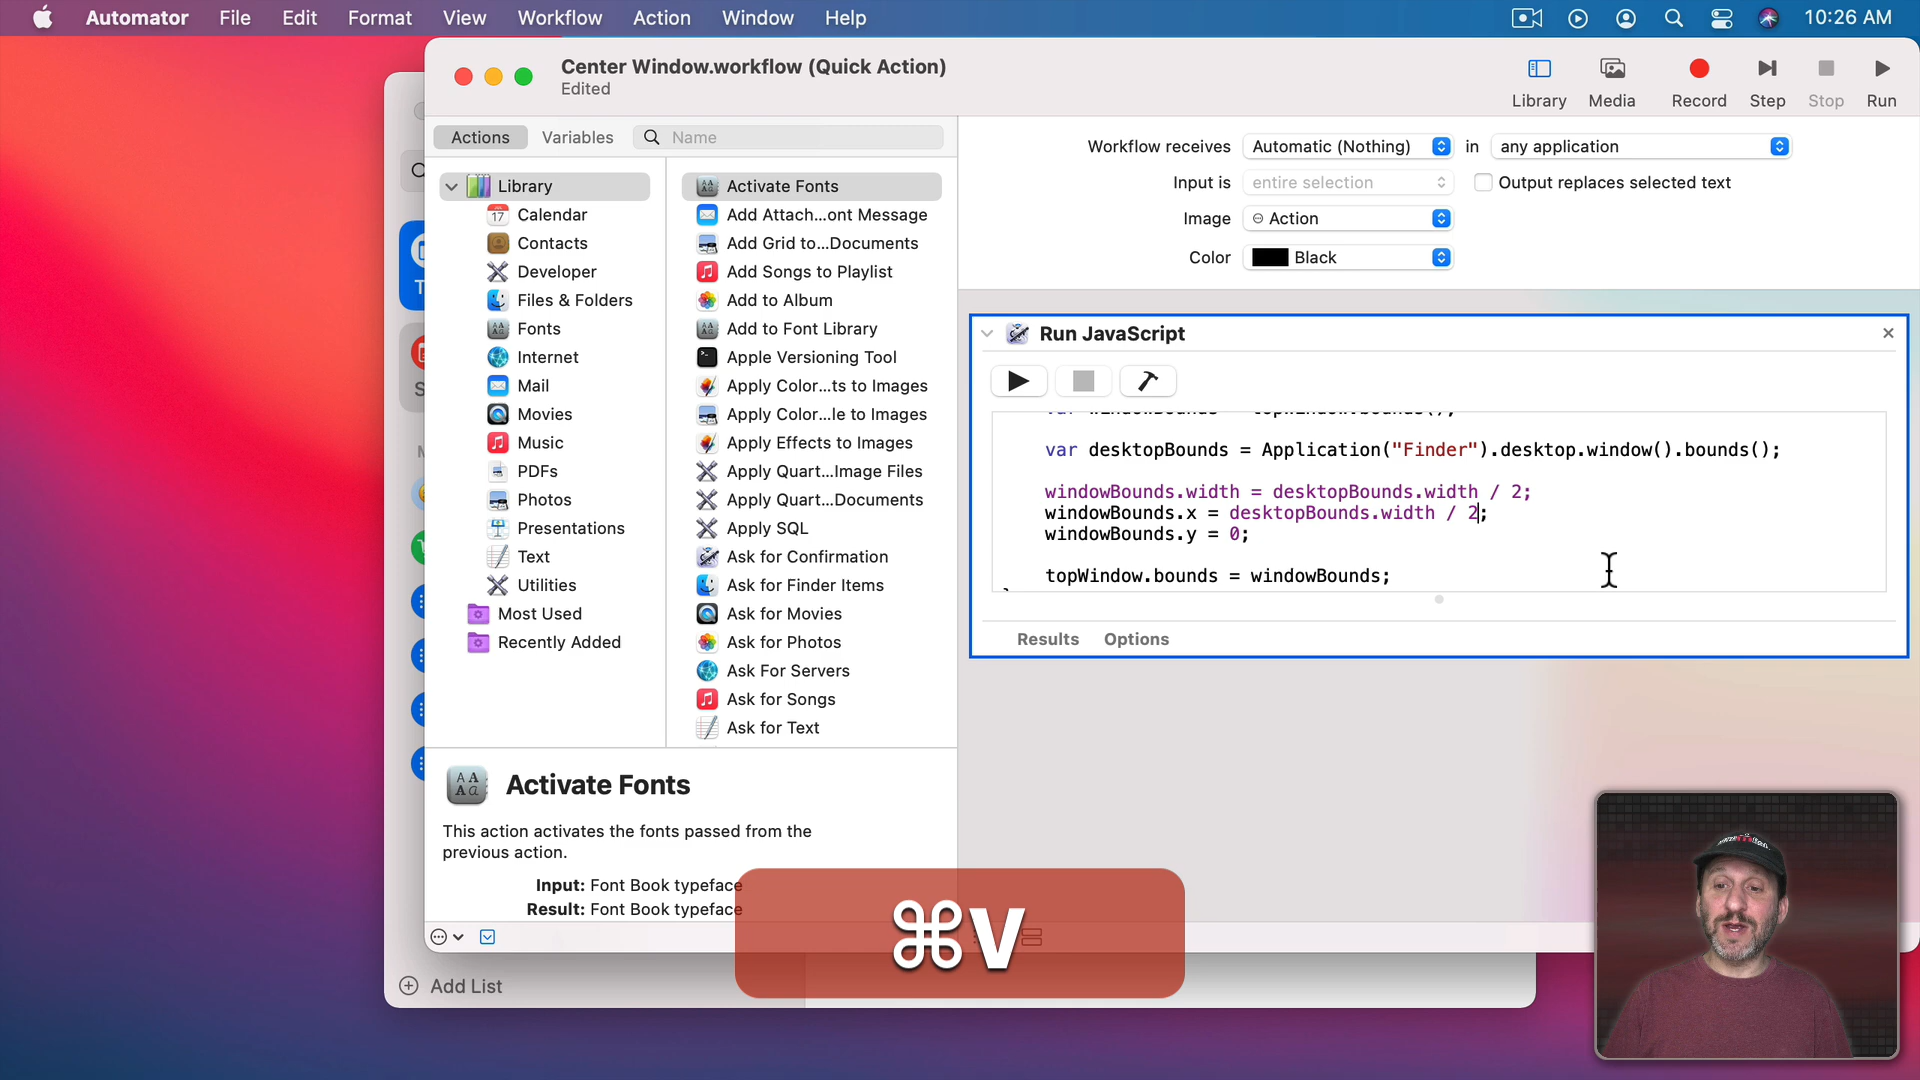 Automator File Edit Format View Workflow Action Window Help 10:26 AM
Center Window.workflow (Quick Action)
Edited
Library Media Record Step Stop Run
Actions Variables Name
Workflow receives Automatic (Nothing) in any application
Input is entire selection Output replaces selected text
Image Action
Color Black
Library
17 Calendar
Contacts
Developer
Files & Folders
Fonts
Internet
Mail
Movies
Music
PDFs
Photos
Presentations
Text
Utilities
Most Used
Recently Added
Activate Fonts
Add Attach...ont Message
Add Grid to...Documents
Add Songs to Playlist
Add to Album
Add to Font Library
Apple Versioning Tool
Apply Color...ts to Images
Apply Color...le to Images
Apply Effects to Images
Apply Quart...Image Files
Apply Quart...Documents
Apply SQL
Ask for Confirmation
Ask for Finder Items
Ask for Movies
Ask for Photos
Ask For Servers
Ask for Songs
Ask for Text
Run JavaScript
var desktopBounds = Application("Finder").desktop.window().bounds();
windowBounds.width = desktopBounds.width / 2;
windowBounds.x = desktopBounds.width / 2;
windowBounds.y = 0;
topWindow.bounds = windowBounds;
Results Options
Activate Fonts
This action activates the fonts passed from the
previous action.
Input: Font Book typeface
Result: Font Book typeface
⌘V
Add List